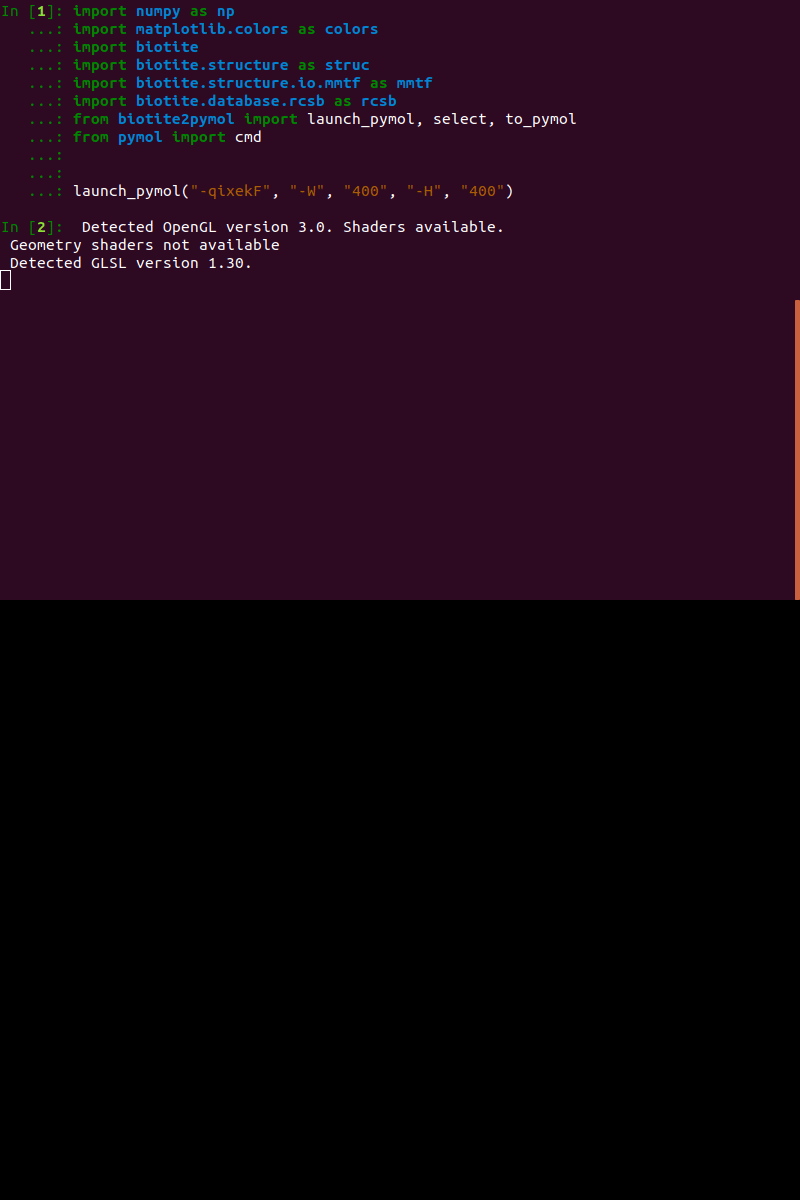 In [1]: import numpy as np
   ...: import matplotlib.colors as colors
   ...: import biotite
   ...: import biotite.structure as struc
   ...: import biotite.structure.io.mmtf as mmtf
   ...: import biotite.database.rcsb as rcsb
   ...: from biotite2pymol import launch_pymol, select, to_pymol
   ...: from pymol import cmd
   ...:
   ...:
   ...: launch_pymol("-qixekF", "-W", "400", "-H", "400")
In [2]:  Detected OpenGL version 3.0. Shaders available.
 Geometry shaders not available
 Detected GLSL version 1.30.